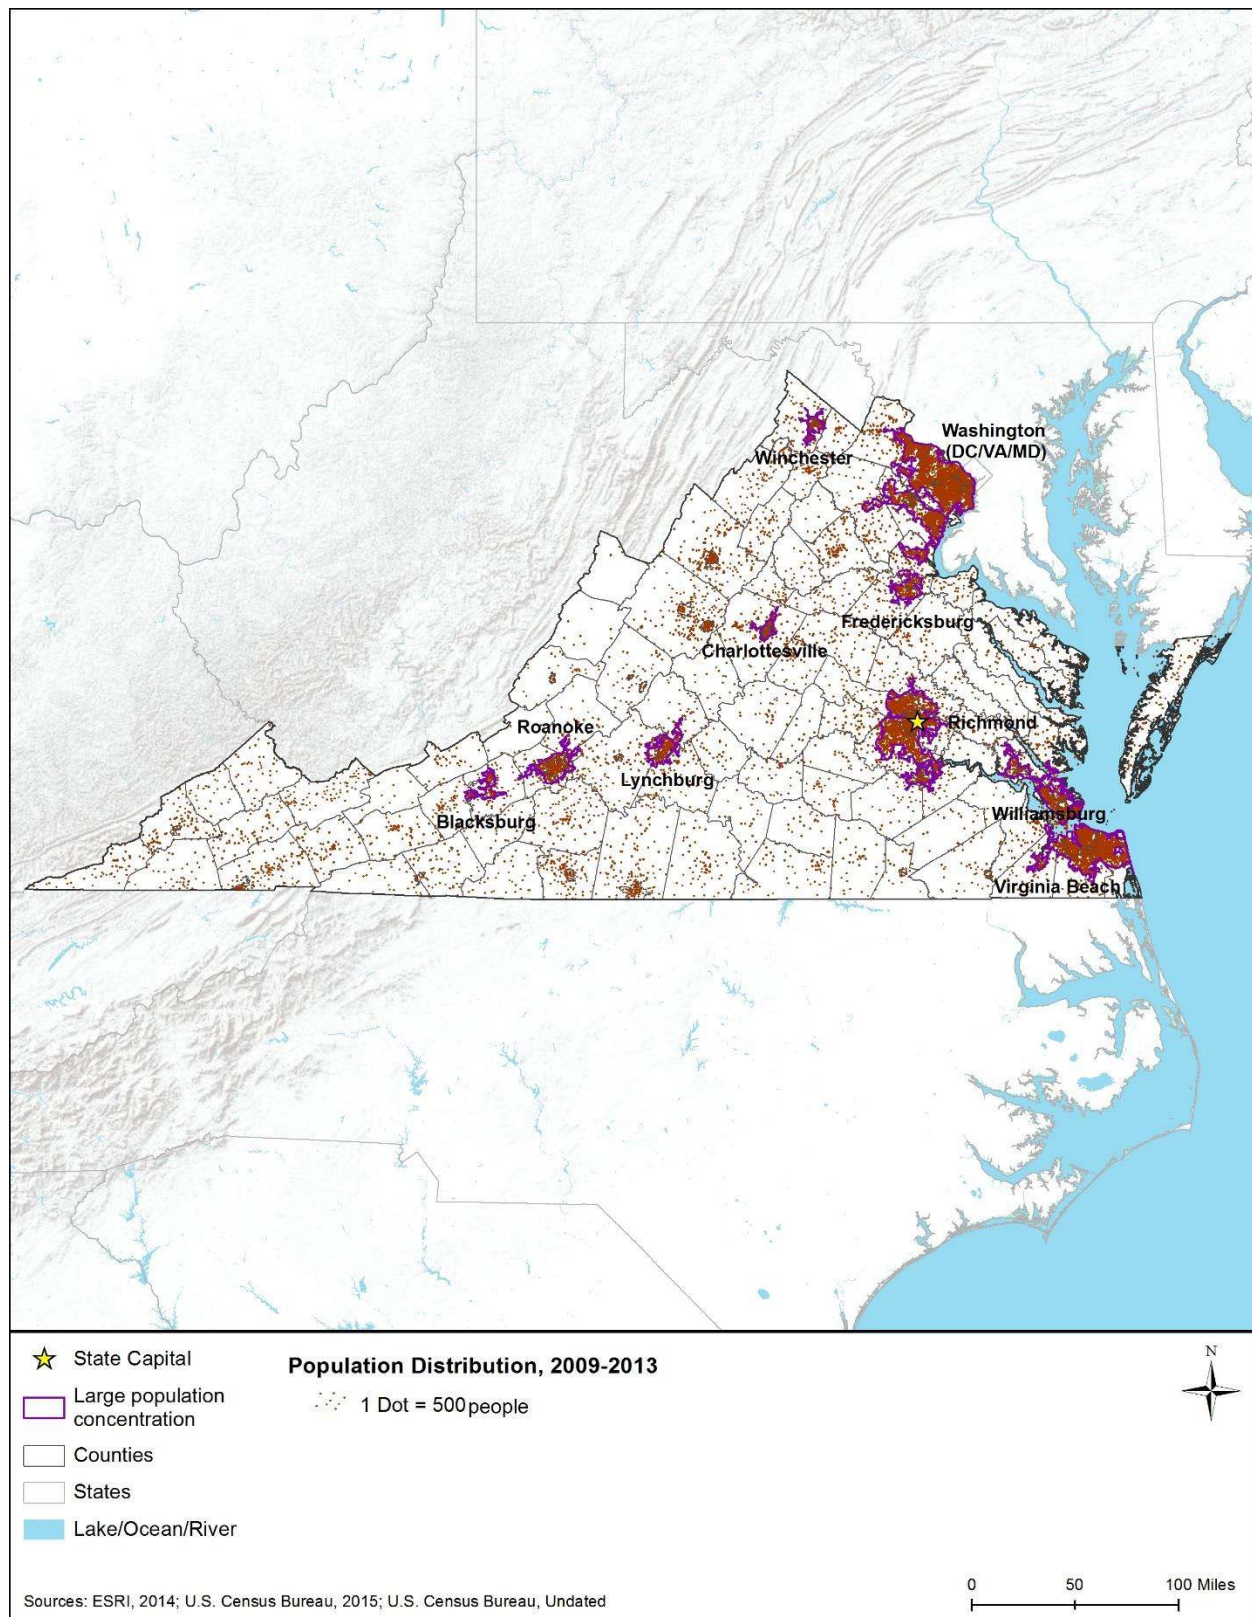 Washington
(DC/VA/MD)
Winchester
Fredericksburg
Charlottesville
Richmond
Roanoke
Lynchburg
Blacksburg
Williamsburg
Virginia Beach
State Capital
Large population
concentration
Counties
States
Lake/Ocean/River
Population Distribution, 2009-2013
1 Dot = 500 people
N
Sources: ESRI, 2014; U.S. Census Bureau, 2015; U.S. Census Bureau, Undated
0 50 100 Miles